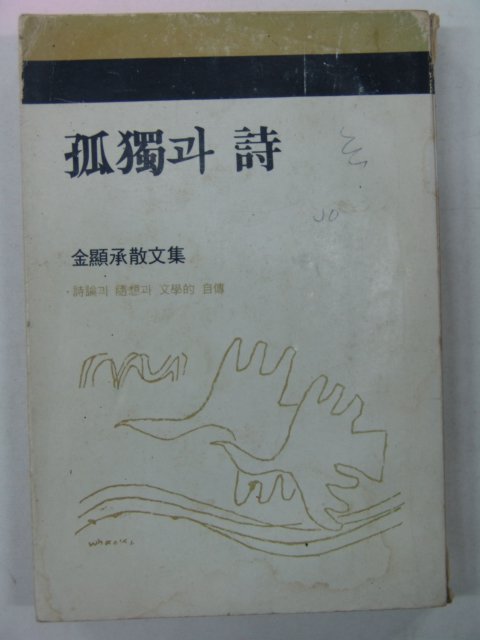 孤獨과 詩
金顯承散文集
詩論과 隨想과 文學的 自傳